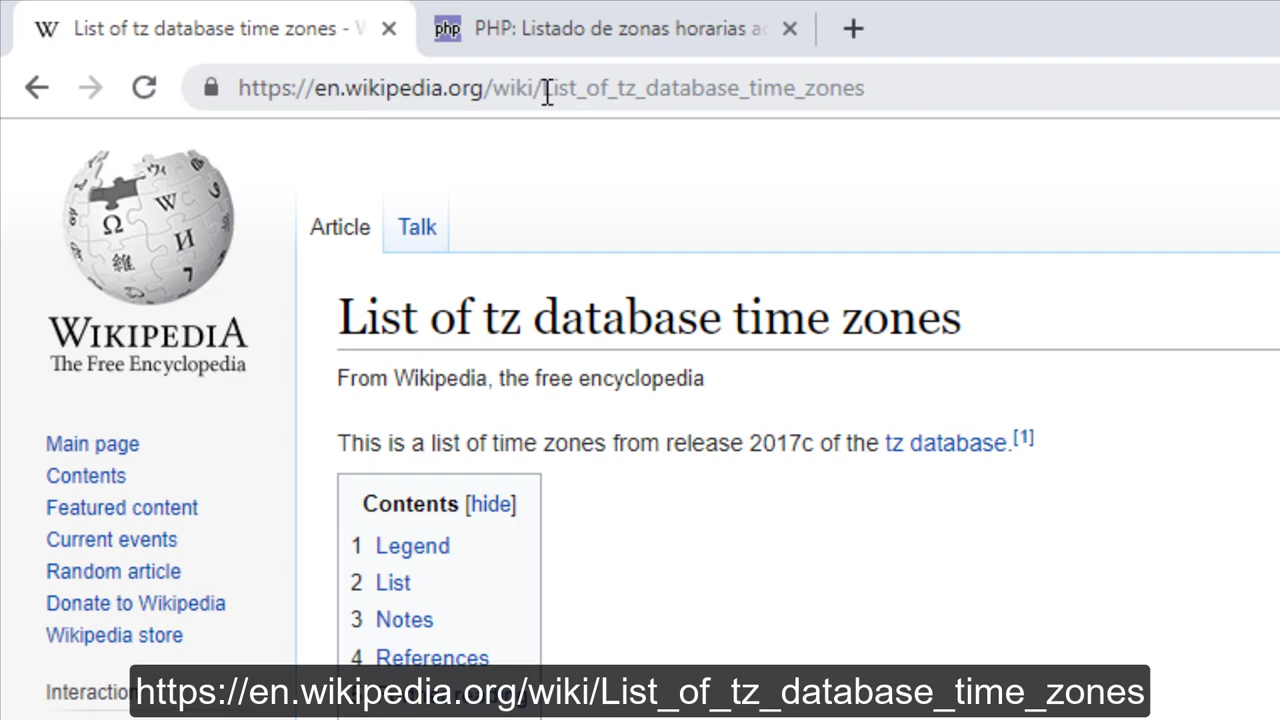 List of tz database time zones - W
PHP: Listado de zonas horarias ac
https://en.wikipedia.org/wiki/List_of_tz_database_time_zones
WIKIPEDIA
The Free Encyclopedia
Main page
Contents
Featured content
Current events
Random article
Donate to Wikipedia
Wikipedia store
Interaction
Article
Talk
List of tz database time zones
From Wikipedia, the free encyclopedia
This is a list of time zones from release 2017c of the tz database.[1]
Contents [hide]
1 Legend
2 List
3 Notes
4 References
https://en.wikipedia.org/wiki/List_of_tz_database_time_zones